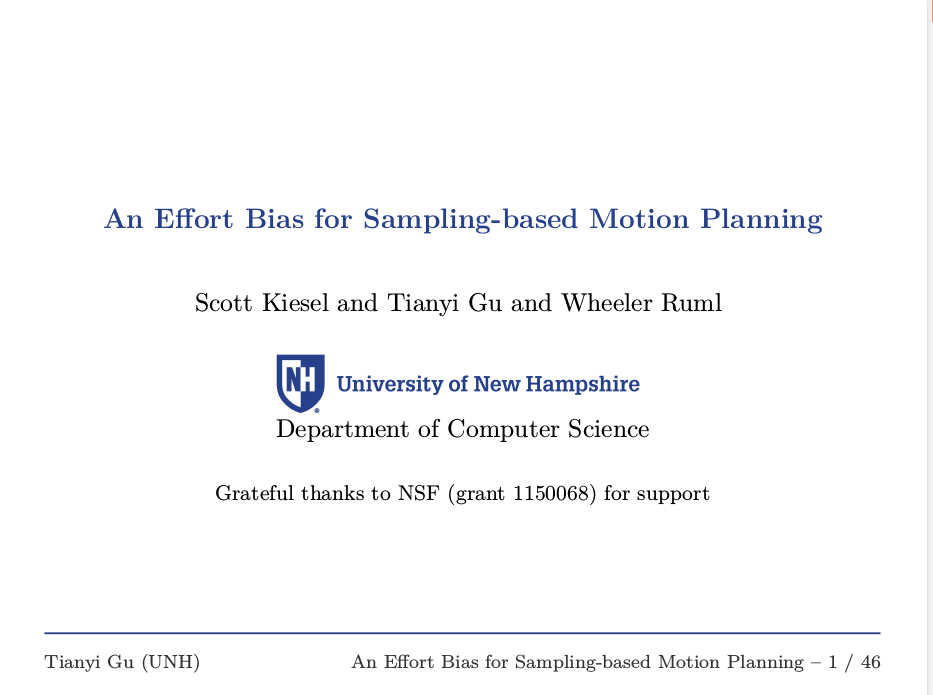 An Effort Bias for Sampling-based Motion Planning
Scott Kiesel and Tianyi Gu and Wheeler Ruml
NH University of New Hampshire
®
Department of Computer Science
Grateful thanks to NSF (grant 1150068) for support
Tianyi Gu (UNH) An Effort Bias for Sampling-based Motion Planning – 1 / 46